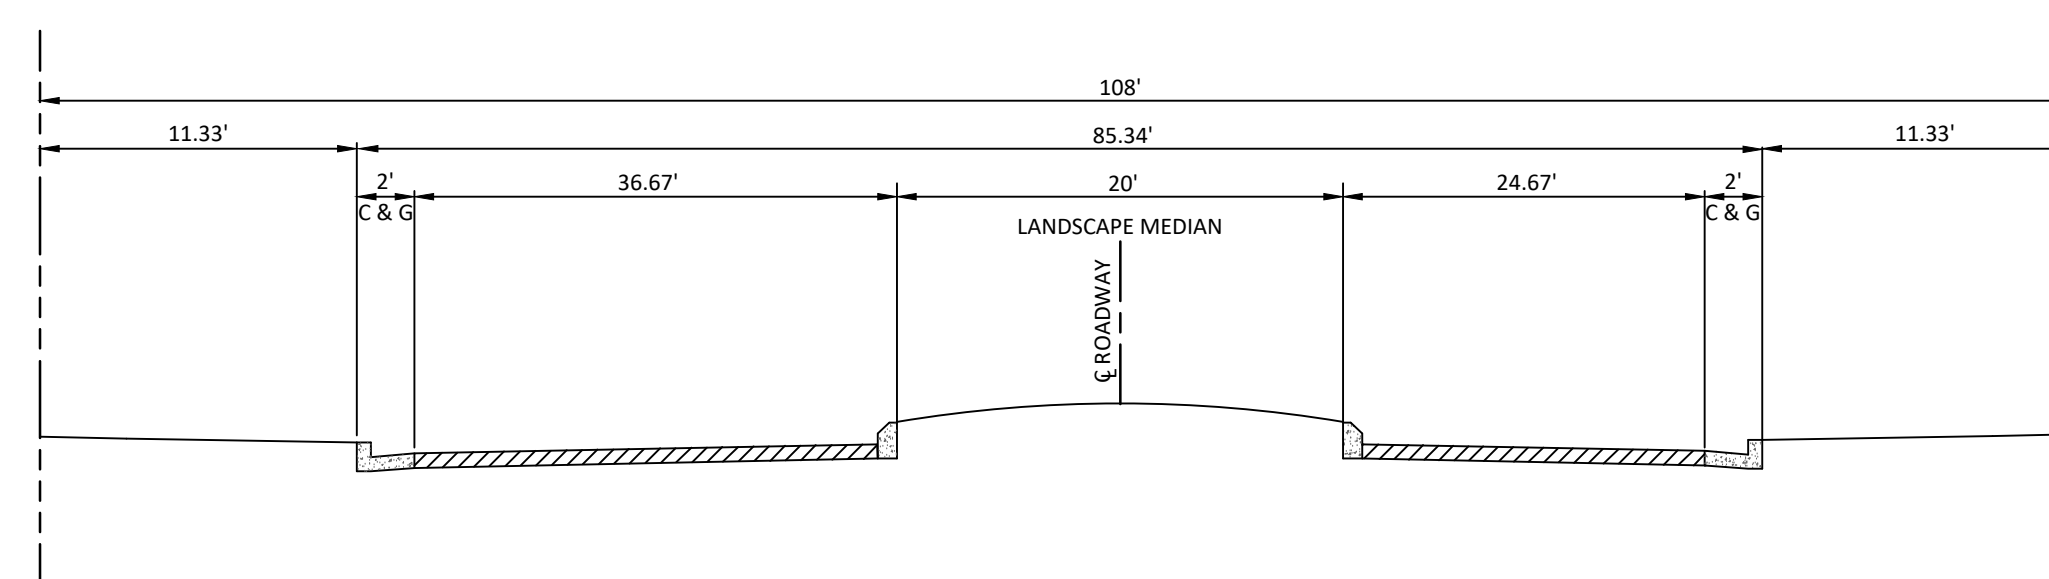 108'
11.33'
85.34'
11.33'
2'
36.67'
20'
24.67'
2'
C & G
C & G
LANDSCAPE MEDIAN
℄ ROADWAY